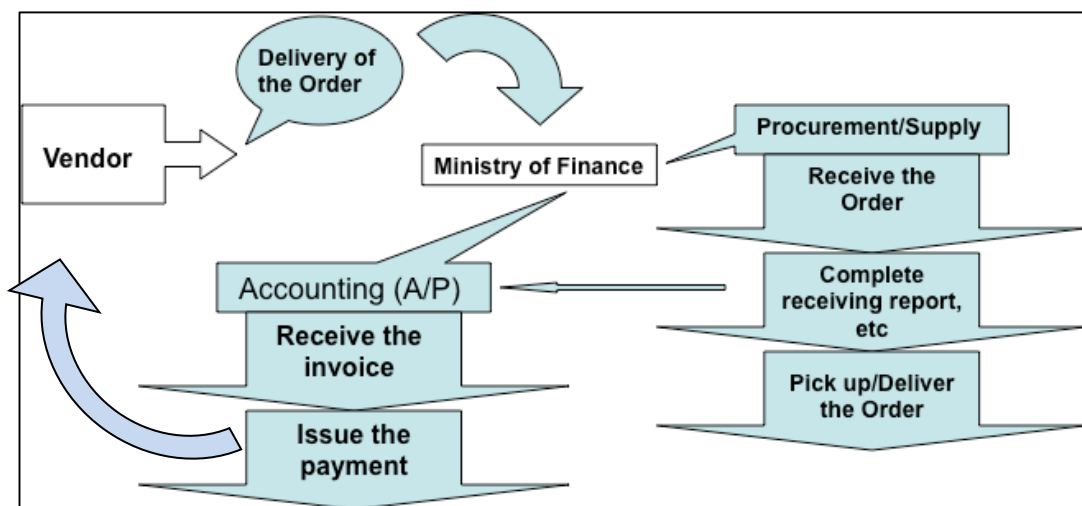 Delivery of
the Order
Vendor
Ministry of Finance
Procurement/Supply
Receive the
Order
Complete
receiving report,
etc
Pick up/Deliver
the Order
Accounting (A/P)
Receive the
invoice
Issue the
payment